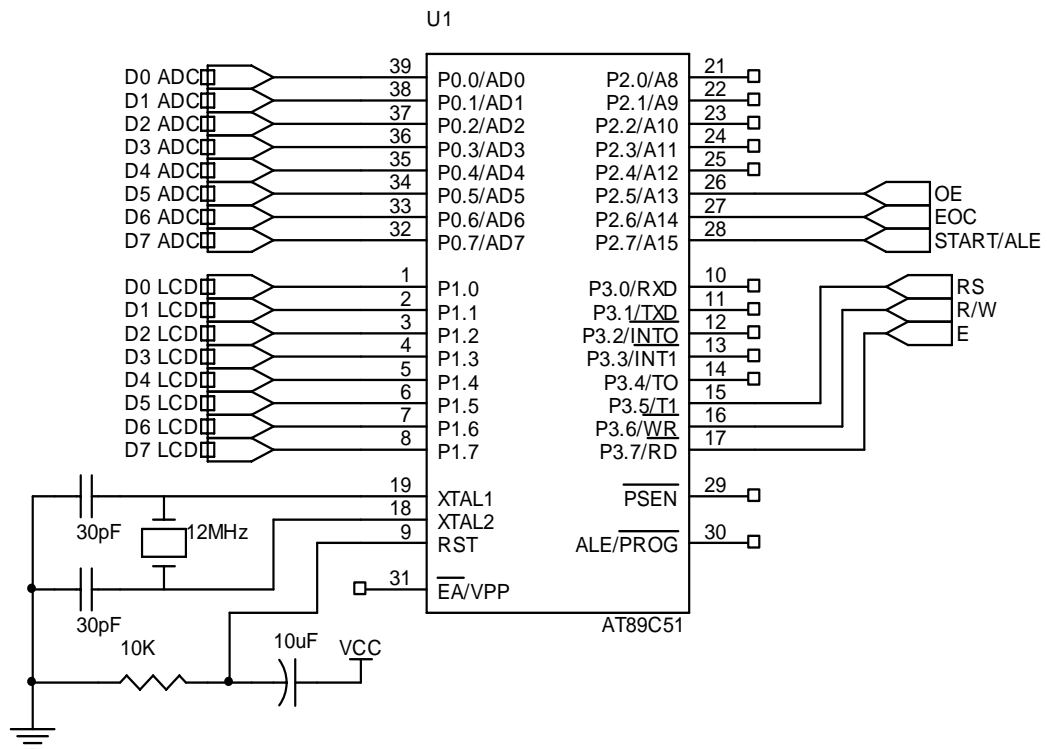 U1
D0 ADC 39 P0.0/AD0 P2.0/A8 21
D1 ADC 38 P0.1/AD1 P2.1/A9 22
D2 ADC 37 P0.2/AD2 P2.2/A10 23
D3 ADC 36 P0.3/AD3 P2.3/A11 24
D4 ADC 35 P0.4/AD4 P2.4/A12 25
D5 ADC 34 P0.5/AD5 P2.5/A13 26 OE
D6 ADC 33 P0.6/AD6 P2.6/A14 27 EOC
D7 ADC 32 P0.7/AD7 P2.7/A15 28 START/ALE
D0 LCD 1 P1.0 P3.0/RXD 10 RS
D1 LCD 2 P1.1 P3.1/TXD 11 R/W
D2 LCD 3 P1.2 P3.2/INTO 12 E
D3 LCD 4 P1.3 P3.3/INT1 13
D4 LCD 5 P1.4 P3.4/TO 14
D5 LCD 6 P1.5 P3.5/T1 15
D6 LCD 7 P1.6 P3.6/WR 16
D7 LCD 8 P1.7 P3.7/RD 17
19 XTAL1 PSEN 29
18 XTAL2
30pF 12MHz 9 RST ALE/PROG 30
31 EA/VPP
30pF AT89C51
10K 10uF VCC